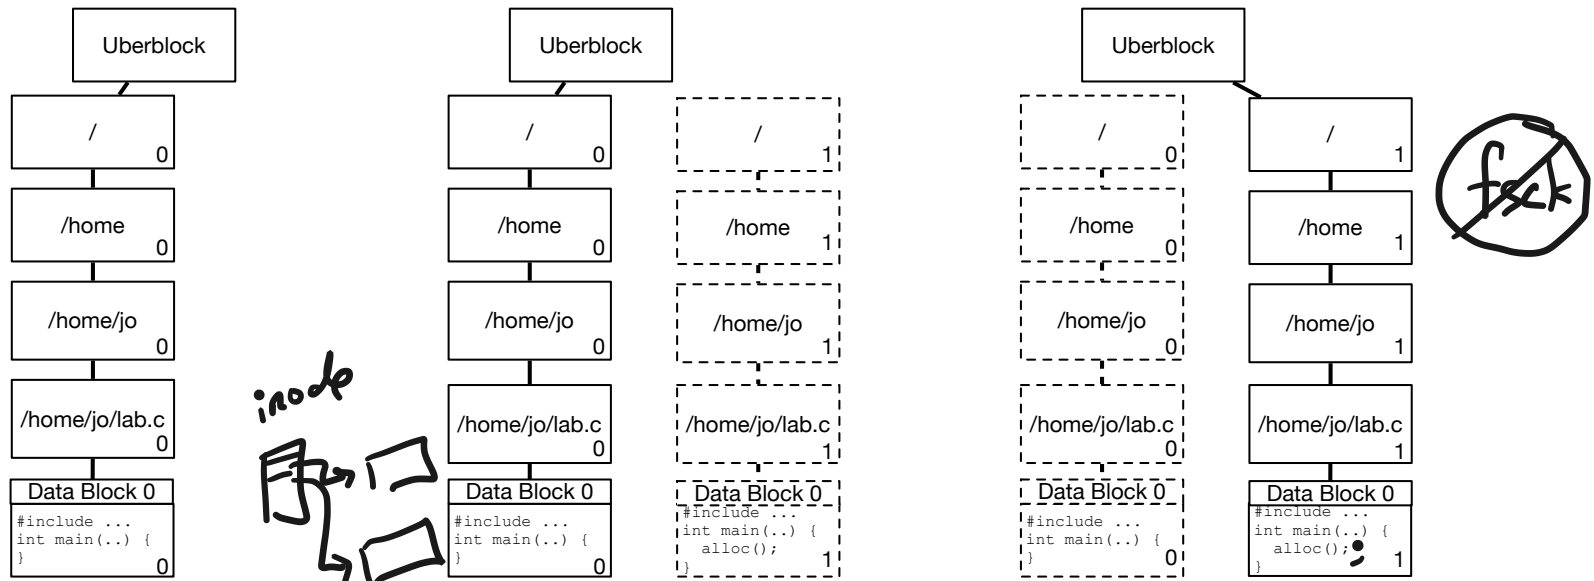 Uberblock
/
0
/home
0
/home/jo
0
/home/jo/lab.c
0
Data Block 0
#include ...
int main(..) {
}
0
inode
Uberblock
/
0
/home
0
/home/jo
0
/home/jo/lab.c
0
Data Block 0
#include ...
int main(..) {
}
0
/
1
/home
1
/home/jo
1
/home/jo/lab.c
1
Data Block 0
#include ...
int main(..) {
alloc();
}
1
Uberblock
/
0
/home
0
/home/jo
0
/home/jo/lab.c
0
Data Block 0
#include ...
int main(..) {
}
0
/
1
/home
1
/home/jo
1
/home/jo/lab.c
1
Data Block 0
#include ...
int main(..) {
alloc();
}
1
;
fsck